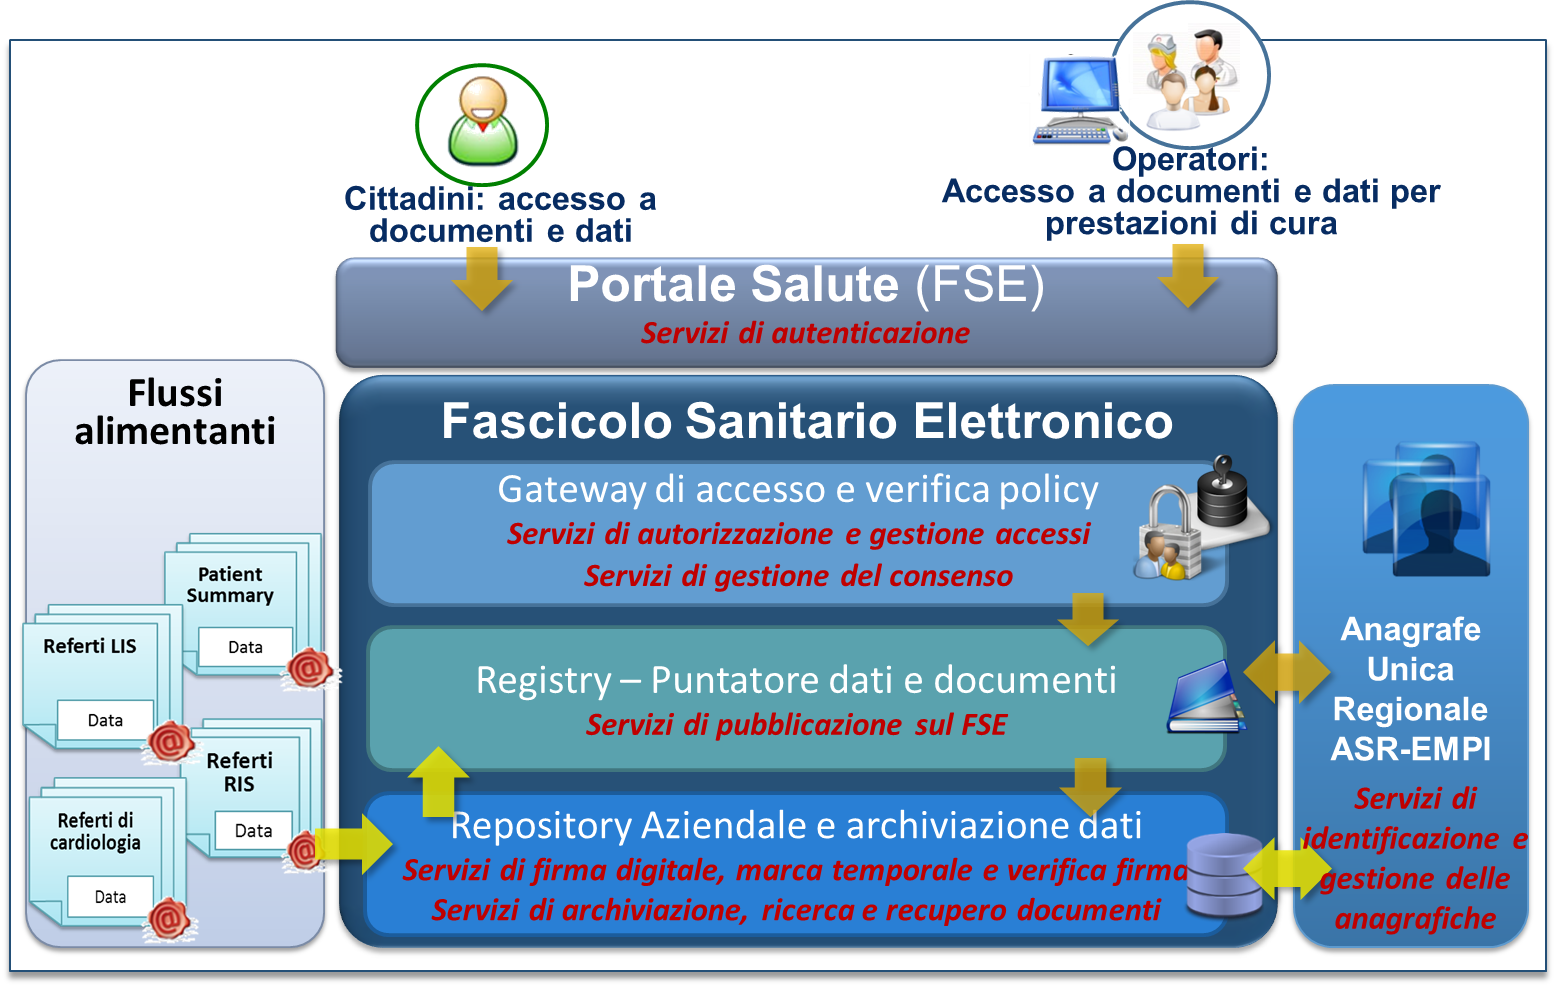 Cittadini: accesso a
documenti e dati
Operatori:
Accesso a documenti e dati per
prestazioni di cura
Portale Salute (FSE)
Servizi di autenticazione
Flussi
alimentanti
Patient
Summary
Data
Referti LIS
Data
Referti
RIS
Data
Referti di
cardiologia
Data
@
@
@
@
Fascicolo Sanitario Elettronico
Gateway di accesso e verifica policy
Servizi di autorizzazione e gestione accessi
Servizi di gestione del consenso
Registry – Puntatore dati e documenti
Servizi di pubblicazione sul FSE
Repository Aziendale e archiviazione dati
Servizi di firma digitale, marca temporale e verifica firma
Servizi di archiviazione, ricerca e recupero documenti
Anagrafe
Unica
Regionale
ASR-EMPI
Servizi di
identificazione e
gestione delle
anagrafiche